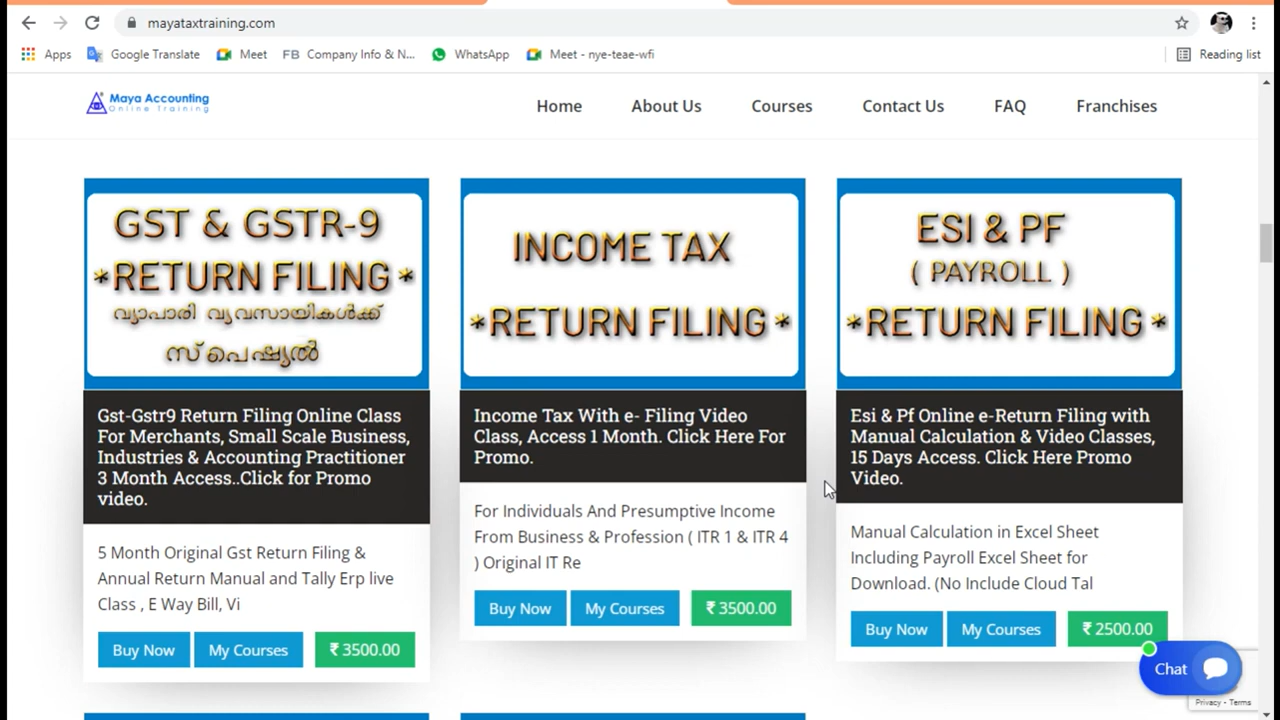 mayataxtraining.com
Apps
Google Translate
Meet
FB Company Info & N...
WhatsApp
Meet - nye-teae-wfi
Reading list
Maya Accounting
Online Training
Home
About Us
Courses
Contact Us
FAQ
Franchises
GST & GSTR-9
*RETURN FILING*
വ്യാപാരി വ്യവസായികൾക്ക്
സ്പെഷ്യൽ
Gst-Gstr9 Return Filing Online Class
For Merchants, Small Scale Business,
Industries & Accounting Practitioner
3 Month Access..Click for Promo
video.
5 Month Original Gst Return Filing &
Annual Return Manual and Tally Erp live
Class , E Way Bill, Vi
Buy Now
My Courses
₹ 3500.00
INCOME TAX
*RETURN FILING*
Income Tax With e- Filing Video
Class, Access 1 Month. Click Here For
Promo.
For Individuals And Presumptive Income
From Business & Profession ( ITR 1 & ITR 4
) Original IT Re
Buy Now
My Courses
₹ 3500.00
ESI & PF
( PAYROLL )
*RETURN FILING*
Esi & Pf Online e-Return Filing with
Manual Calculation & Video Classes,
15 Days Access. Click Here Promo
Video.
Manual Calculation in Excel Sheet
Including Payroll Excel Sheet for
Download. (No Include Cloud Tal
Buy Now
My Courses
₹ 2500.00
Chat
Privacy - Terms